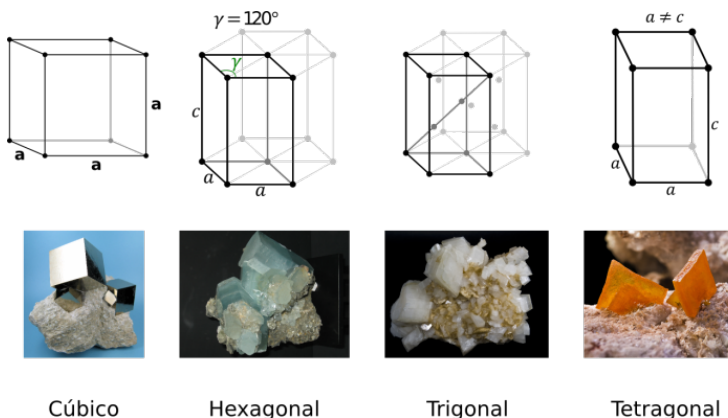 γ = 120°
a ≠ c
γ
a
c
c
a
a
a
a
a
a
Cúbico
Hexagonal
Trigonal
Tetragonal